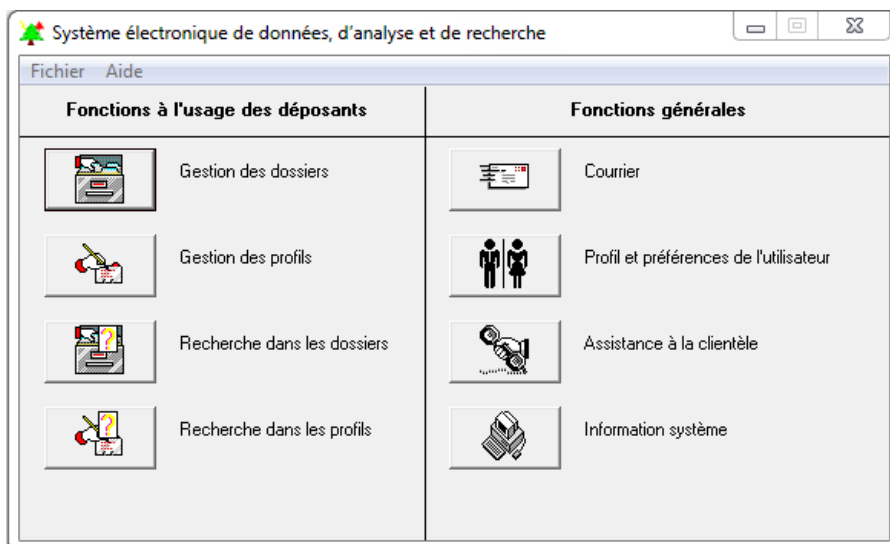 Système électronique de données, d'analyse et de recherche
Fichier Aide
Fonctions à l'usage des déposants
Gestion des dossiers
Gestion des profils
Recherche dans les dossiers
Recherche dans les profils
Fonctions générales
Courrier
Profil et préférences de l'utilisateur
Assistance à la clientèle
Information système